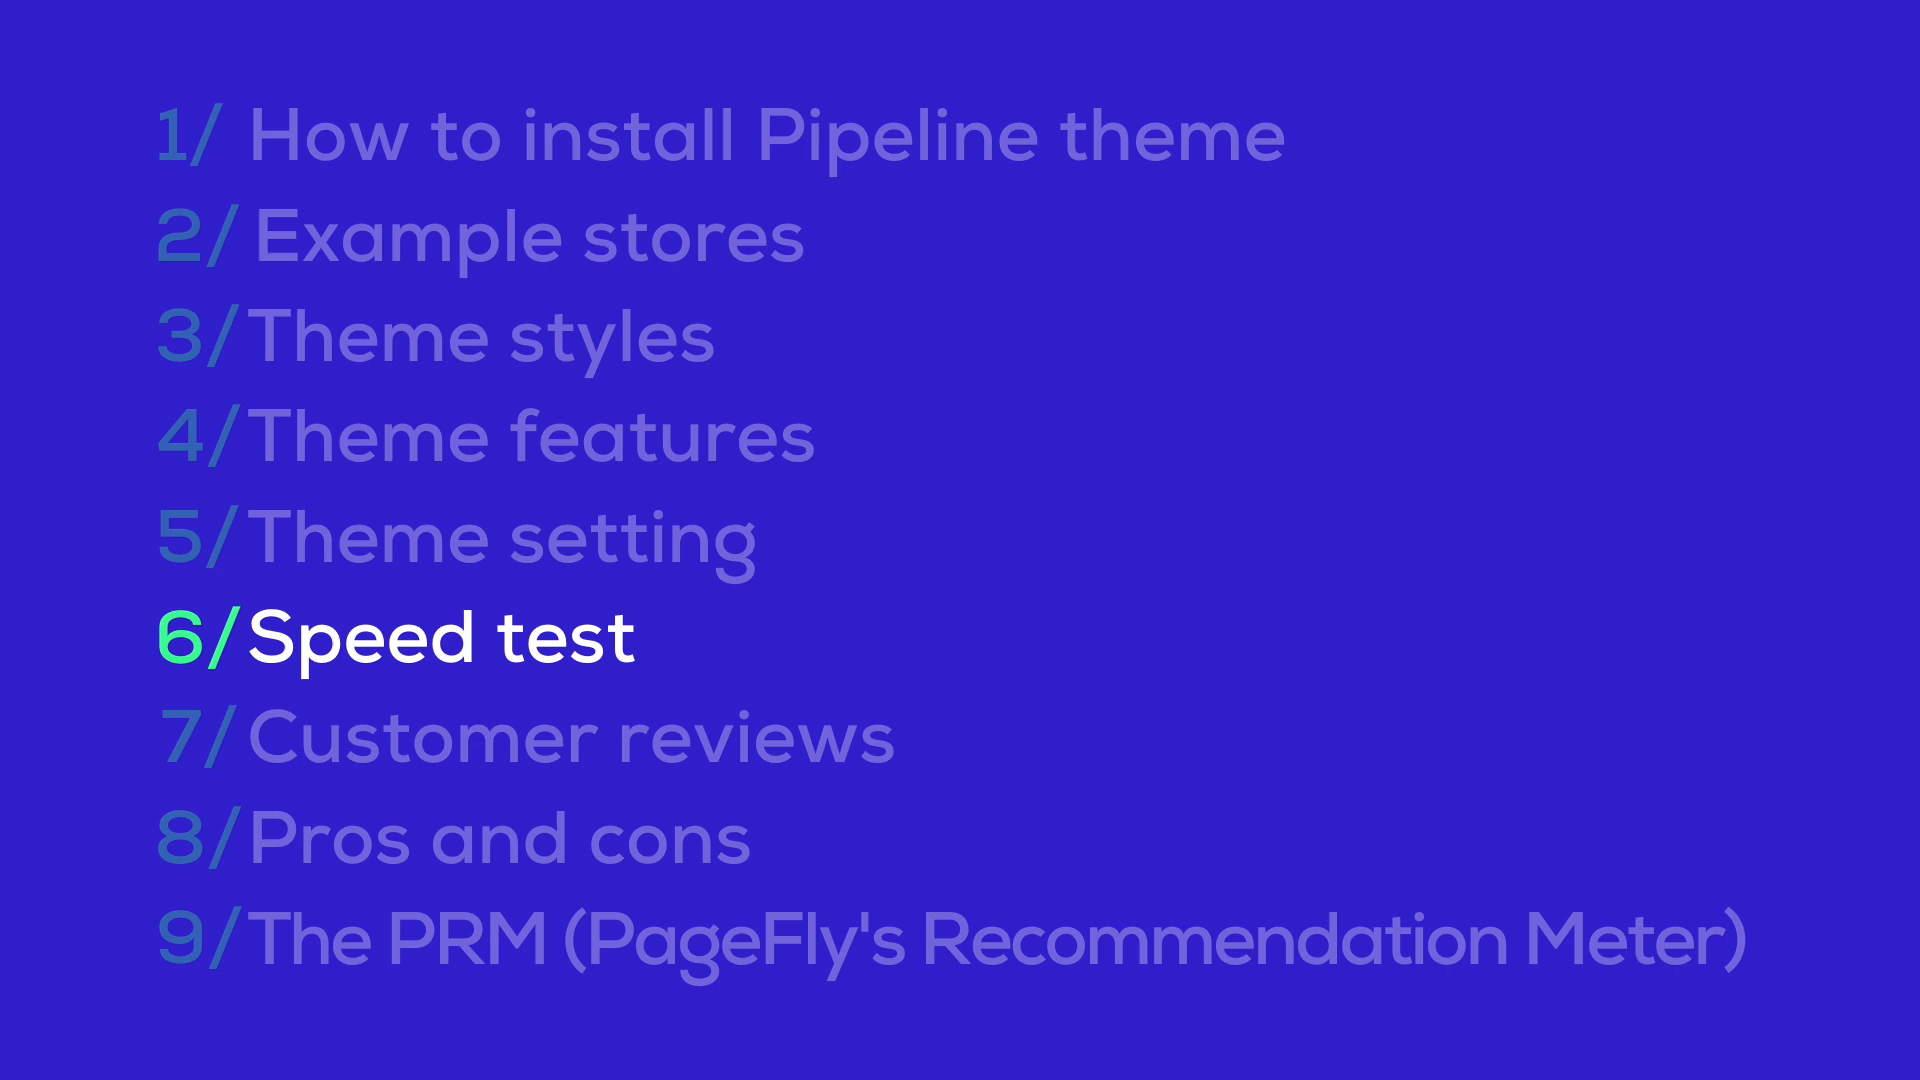 1/ How to install Pipeline theme
2/ Example stores
3/ Theme styles
4/ Theme features
5/ Theme setting
6/ Speed test
7/ Customer reviews
8/ Pros and cons
9/ The PRM (PageFly's Recommendation Meter)